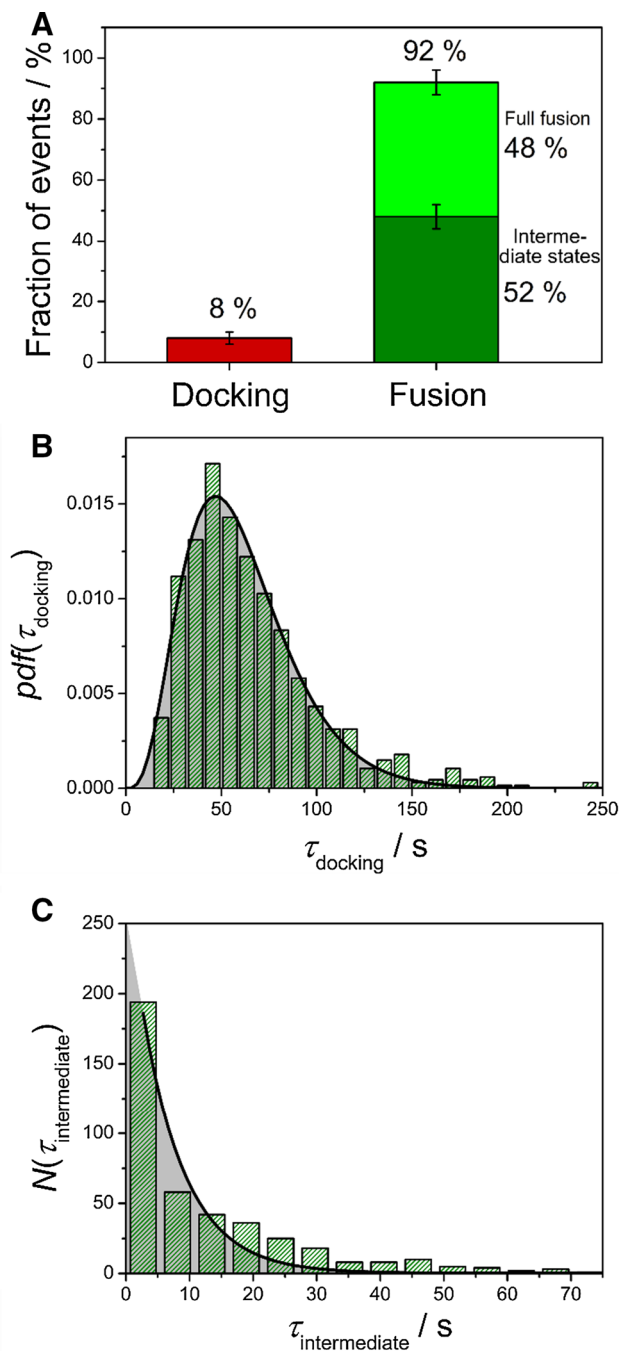 A
Fraction of events / %
100
80
60
40
20
0
92 %
Full fusion
48 %
Interme-
diate states
52 %
8 %
Docking
Fusion
B
pdf(τdocking)
0.015
0.010
0.005
0.000
0
50
100
150
200
250
τdocking / s
C
N(τintermediate)
250
200
150
100
50
0
0
10
20
30
40
50
60
70
τintermediate / s